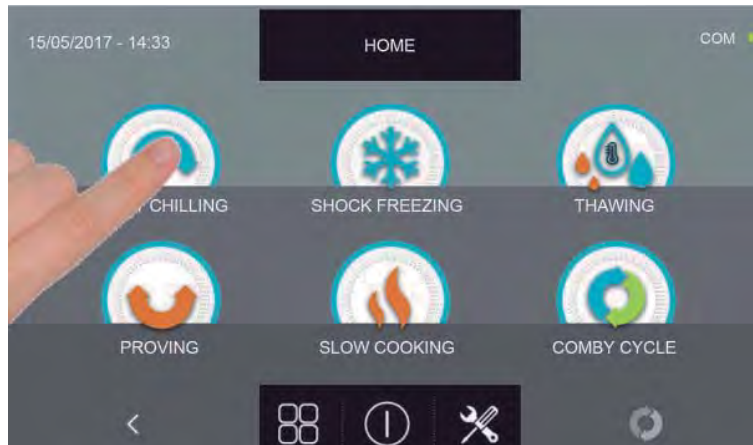 15/05/2017 - 14:33
HOME
COM
CHILLING
SHOCK FREEZING
THAWING
PROVING
SLOW COOKING
COMBY CYCLE